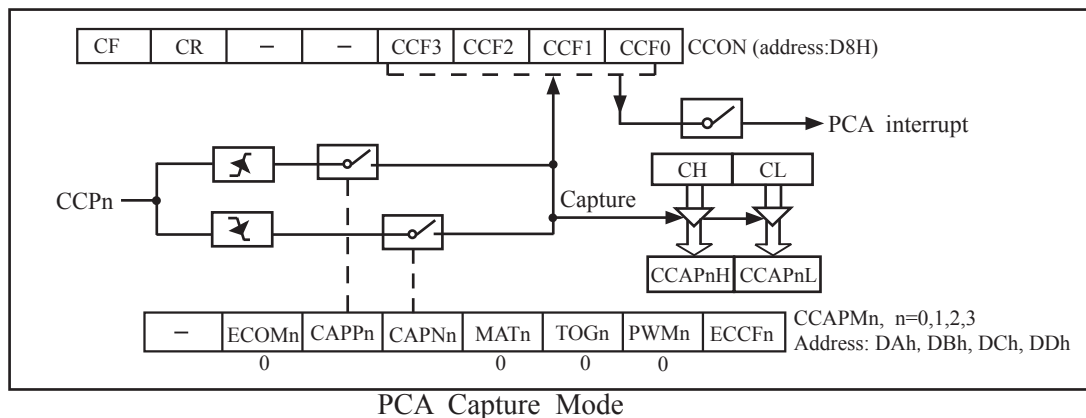 CF CR – – CCF3 CCF2 CCF1 CCF0 CCON (address:D8H)
PCA interrupt
CH CL
CCPn
Capture
CCAPnH CCAPnL
– ECOMn CAPPn CAPNn MATn TOGn PWMn ECCFn
CCAPMn, n=0,1,2,3
Address: DAh, DBh, DCh, DDh
0 0 0 0
PCA Capture Mode